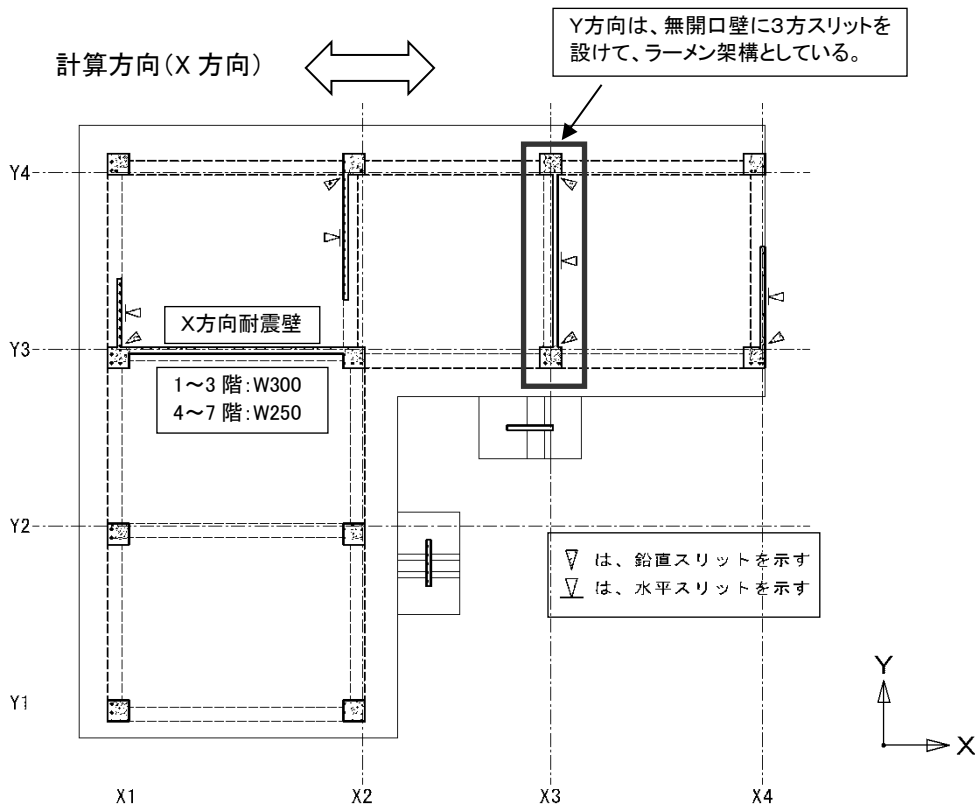 Y方向は、無開口壁に3方スリットを
設けて、ラーメン架構としている。
計算方向(X 方向)
Y4
X方向耐震壁
Y3
1～3 階:W300
4～7 階:W250
Y2
は、鉛直スリットを示す
は、水平スリットを示す
Y1
Y
X
X1
X2
X3
X4